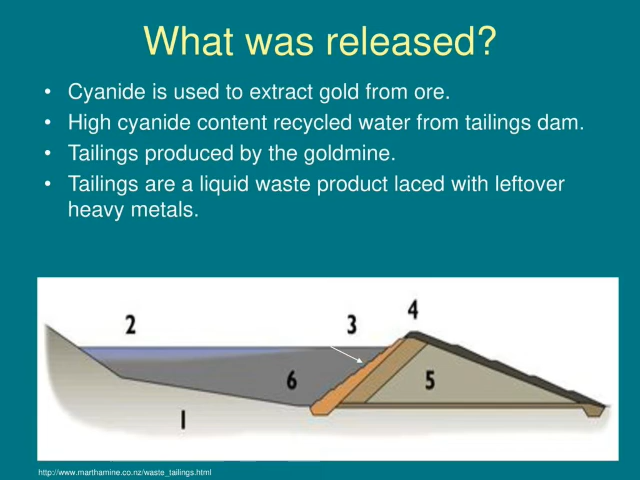 What was released?
• Cyanide is used to extract gold from ore.
• High cyanide content recycled water from tailings dam.
• Tailings produced by the goldmine.
• Tailings are a liquid waste product laced with leftover
heavy metals.
4
2
3
6
5
1
http://www.marthamine.co.nz/waste_tailings.html